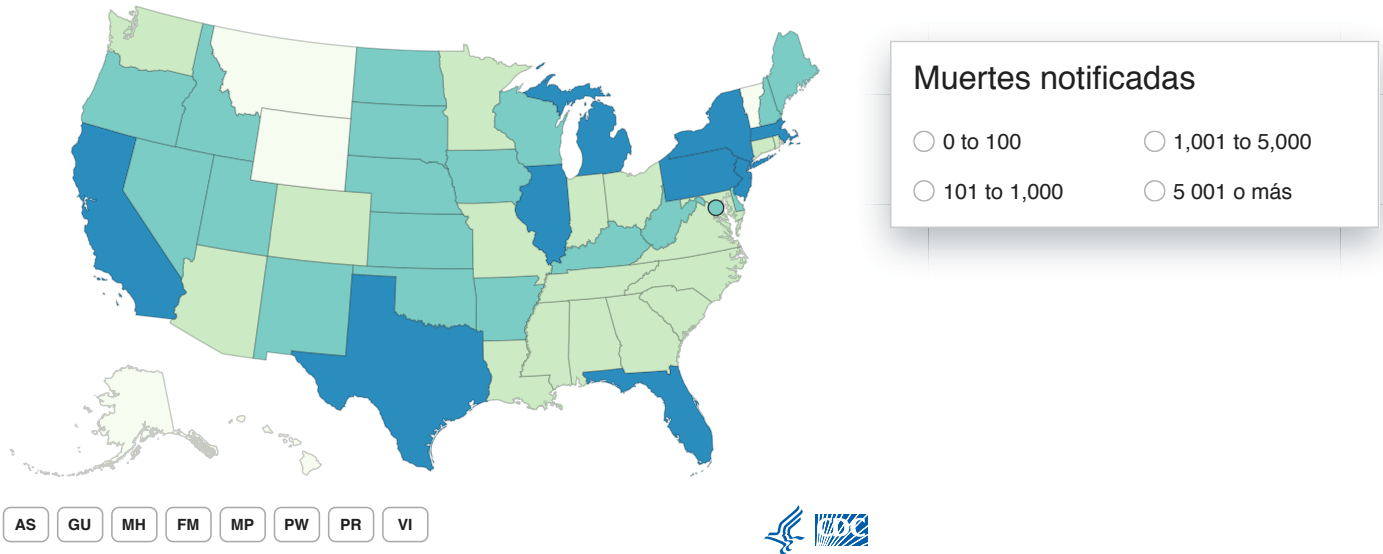 Muertes notificadas
0 to 100
1,001 to 5,000
101 to 1,000
5 001 o más
AS GU MH FM MP PW PR VI
CDC